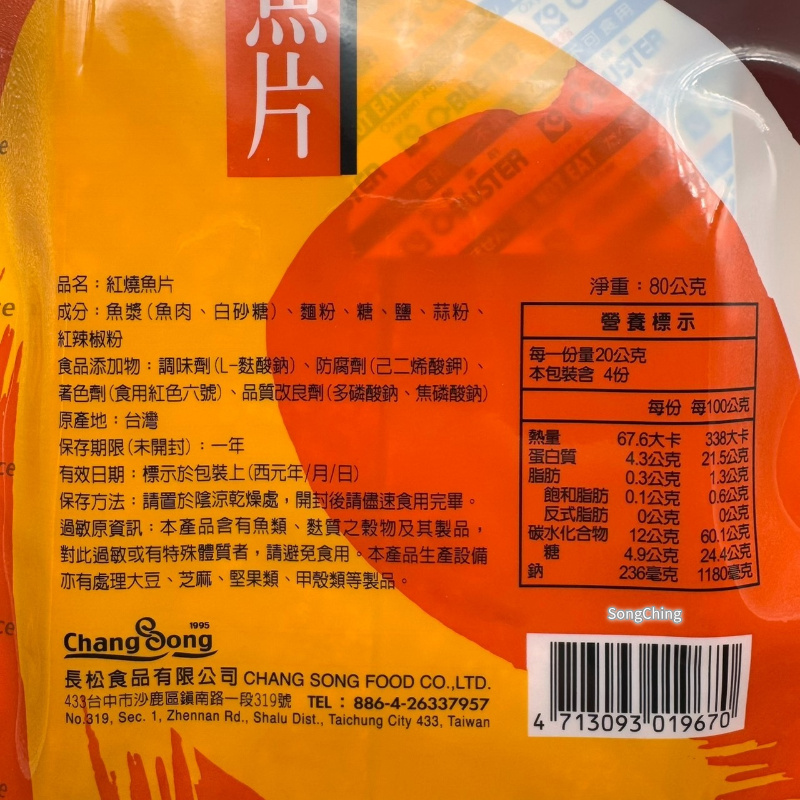 魚片
品名：紅燒魚片
成分：魚漿(魚肉、白砂糖)、麵粉、糖、鹽、蒜粉、
紅辣椒粉
食品添加物：調味劑(L-麩酸鈉)、防腐劑(己二烯酸鉀)、
著色劑(食用紅色六號)、品質改良劑(多磷酸鈉、焦磷酸鈉)
原產地：台灣
保存期限(未開封)：一年
有效日期：標示於包裝上(西元年/月/日)
保存方法：請置於陰涼乾燥處，開封後請儘速食用完畢。
過敏原資訊：本產品含有魚類、麩質之穀物及其製品，
對此過敏或有特殊體質者，請避免食用。本產品生產設備
亦有處理大豆、芝麻、堅果類、甲殼類等製品。
淨重：80公克
營養標示
每一份量20公克
本包裝含 4份
每份 每100公克
熱量 67.6大卡 338大卡
蛋白質 4.3公克 21.5公克
脂肪 0.3公克 1.3公克
飽和脂肪 0.1公克 0.6公克
反式脂肪 0公克 0公克
碳水化合物 12公克 60.1公克
糖 4.9公克 24.4公克
鈉 236毫克 1180毫克
SongChing
1995
Chang Song
長松食品有限公司 CHANG SONG FOOD CO.,LTD.
433台中市沙鹿區鎮南路一段319號 TEL：886-4-26337957
No.319, Sec. 1, Zhennan Rd., Shalu Dist., Taichung City 433, Taiwan
4 713093 019670
O-BUSTER
NOT EAT